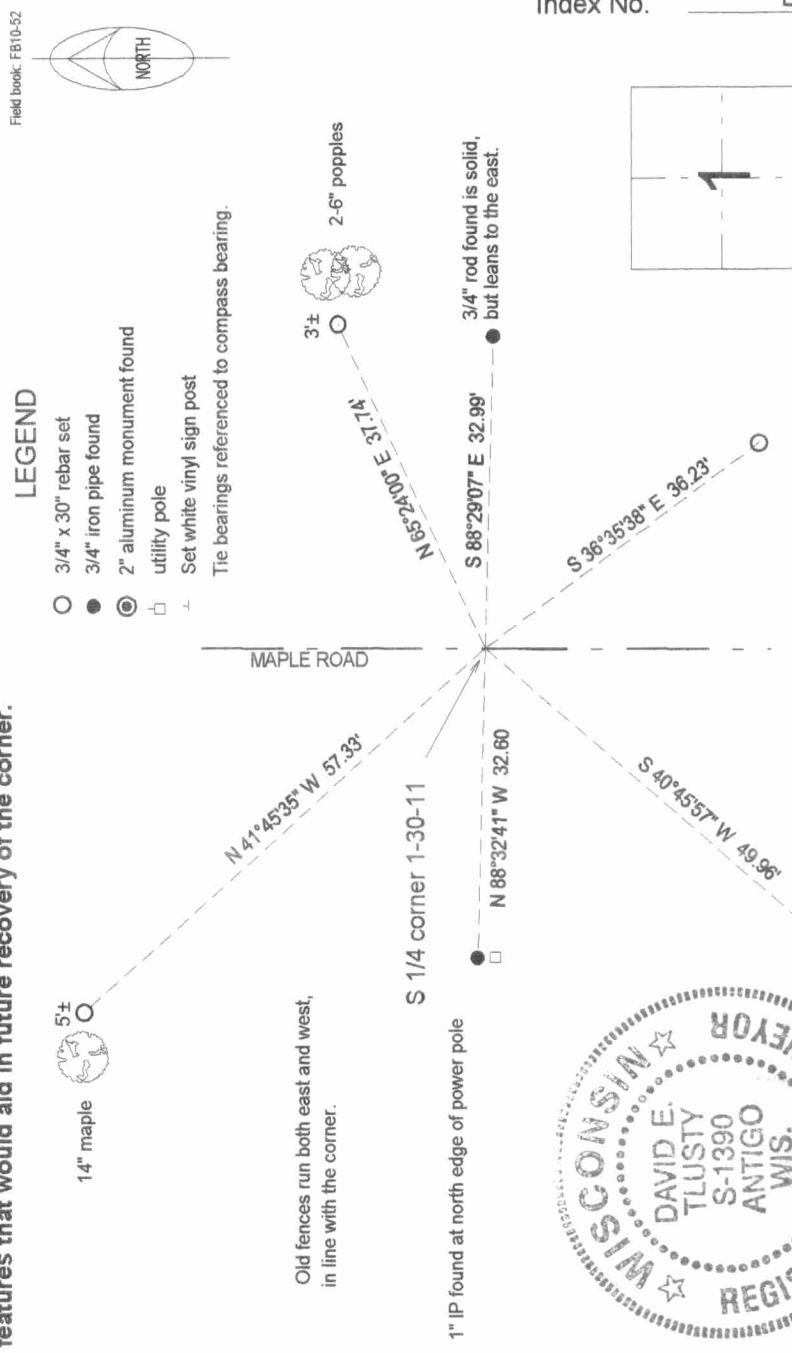 features that would aid in future recovery of the corner.
Field book: FB10-52
NORTH
LEGEND
3/4" x 30" rebar set
3/4" iron pipe found
2" aluminum monument found
utility pole
Set white vinyl sign post
Tie bearings referenced to compass bearing.
14" maple
5'±
N 41°45'35" W 57.33'
MAPLE ROAD
3'±
2-6" popples
N 65°24'00" E 37.74'
Old fences run both east and west,
in line with the corner.
S 1/4 corner 1-30-11
S 88°29'07" E 32.99'
3/4" rod found is solid,
but leans to the east.
N 88°32'41" W 32.60
1" IP found at north edge of power pole
S 40°45'57" W 49.96'
S 36°35'38" E 36.23'
Index No.
1
WISCONSIN
DAVID E.
TLUSTY
S-1390
ANTIGO
WIS.